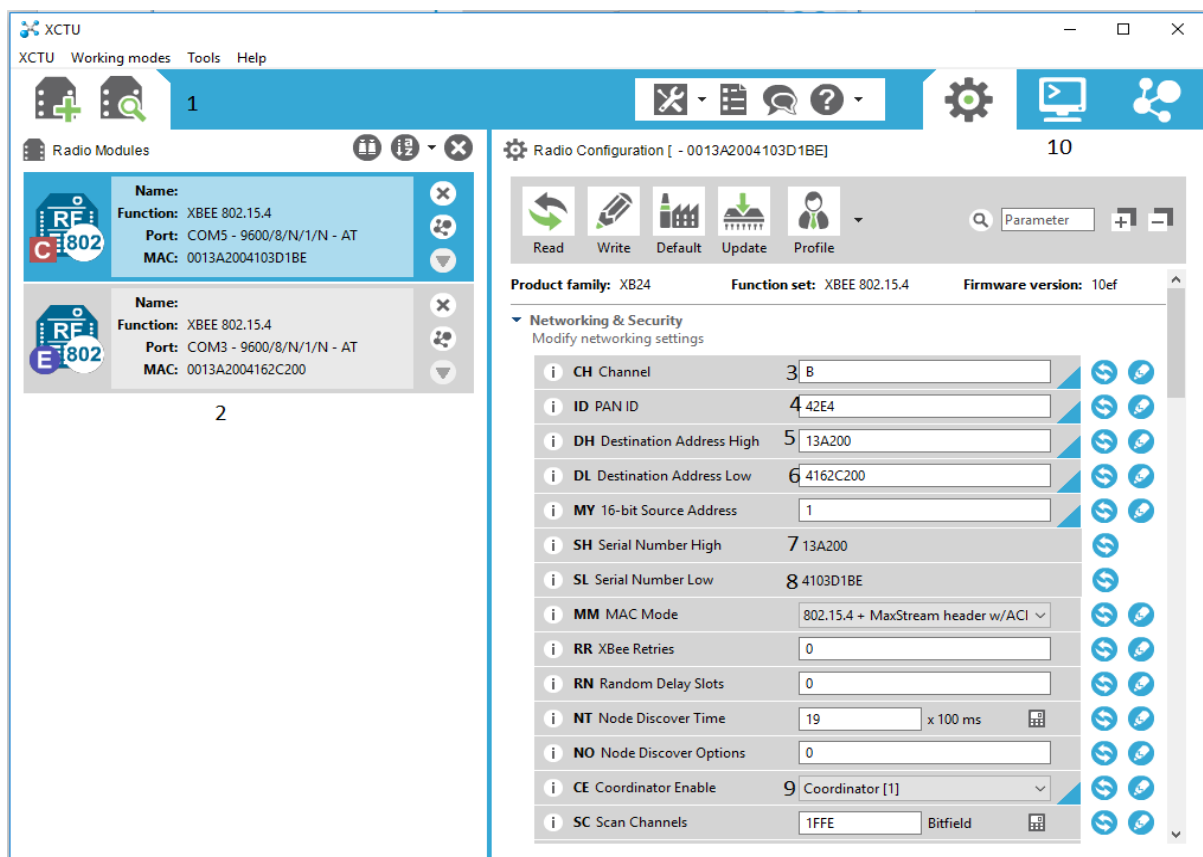 XCTU
XCTU Working modes Tools Help
1
10
Radio Modules
Radio Configuration [ - 0013A2004103D1BE]
Name:
Function: XBEE 802.15.4
Port: COM5 - 9600/8/N/1/N - AT
MAC: 0013A2004103D1BE
RF
802
C
Name:
Function: XBEE 802.15.4
Port: COM3 - 9600/8/N/1/N - AT
MAC: 0013A2004162C200
RF
802
E
2
Read Write Default Update Profile
Parameter
Product family: XB24 Function set: XBEE 802.15.4 Firmware version: 10ef
Networking & Security
Modify networking settings
i CH Channel 3 B
i ID PAN ID 4 42E4
i DH Destination Address High 5 13A200
i DL Destination Address Low 6 4162C200
i MY 16-bit Source Address 1
i SH Serial Number High 7 13A200
i SL Serial Number Low 8 4103D1BE
i MM MAC Mode 802.15.4 + MaxStream header w/ACI
i RR XBee Retries 0
i RN Random Delay Slots 0
i NT Node Discover Time 19 x 100 ms
i NO Node Discover Options 0
i CE Coordinator Enable 9 Coordinator [1]
i SC Scan Channels 1FFE Bitfield